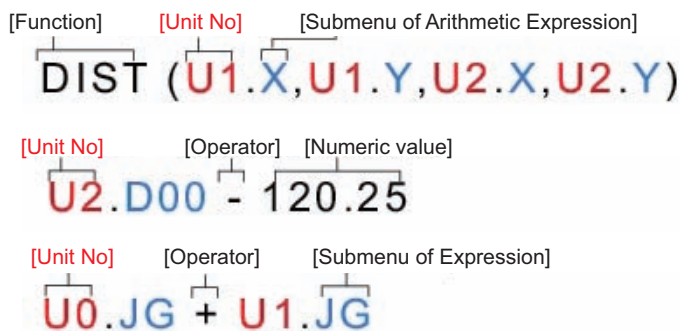 [Function] [Unit No] [Submenu of Arithmetic Expression]
DIST (U1.X,U1.Y,U2.X,U2.Y)
[Unit No] [Operator] [Numeric value]
U2.D00 - 120.25
[Unit No] [Operator] [Submenu of Expression]
U0.JG + U1.JG